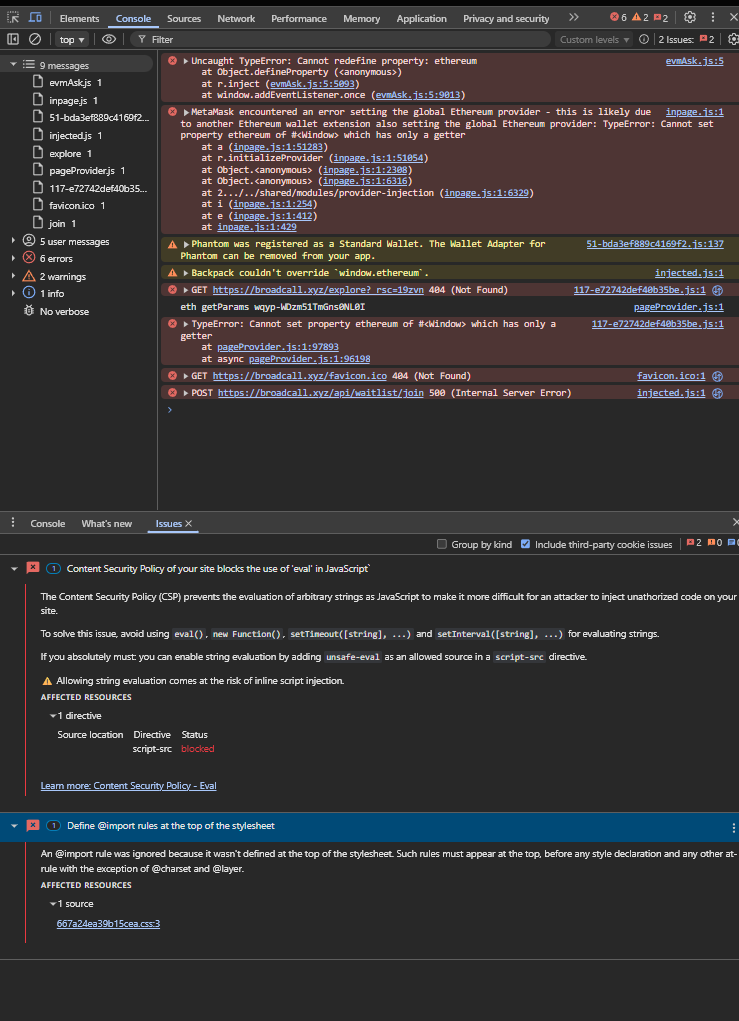 Elements Console Sources Network Performance Memory Application Privacy and security 6 2 2
top Filter Custom levels 2 Issues: 2
9 messages
evmAsk.js 1
inpage.js 1
51-bda3ef889c4169f2...
injected.js 1
explore 1
pageProvider.js 1
117-e72742def40b35...
favicon.ico 1
join 1
5 user messages
6 errors
2 warnings
1 info
No verbose
Uncaught TypeError: Cannot redefine property: ethereum evmAsk.js:5
at Object.defineProperty (<anonymous>)
at r.inject (evmAsk.js:5:5093)
at window.addEventListener.once (evmAsk.js:5:9013)
MetaMask encountered an error setting the global Ethereum provider - this is likely due inpage.js:1
to another Ethereum wallet extension also setting the global Ethereum provider: TypeError: Cannot set
property ethereum of #<Window> which has only a getter
at a (inpage.js:1:51283)
at r.initializeProvider (inpage.js:1:51054)
at Object.<anonymous> (inpage.js:1:2308)
at Object.<anonymous> (inpage.js:1:6316)
at 2.../../shared/modules/provider-injection (inpage.js:1:6329)
at i (inpage.js:1:254)
at e (inpage.js:1:412)
at inpage.js:1:429
Phantom was registered as a Standard Wallet. The Wallet Adapter for 51-bda3ef889c4169f2.js:137
Phantom can be removed from your app.
Backpack couldn't override `window.ethereum`. injected.js:1
GET https://broadcall.xyz/explore?_rsc=19zvn 404 (Not Found) 117-e72742def40b35be.js:1
eth getParams wqyp-WDzm51TmGns0NL0I pageProvider.js:1
TypeError: Cannot set property ethereum of #<Window> which has only a 117-e72742def40b35be.js:1
getter
at pageProvider.js:1:97893
at async pageProvider.js:1:96198
GET https://broadcall.xyz/favicon.ico 404 (Not Found) favicon.ico:1
POST https://broadcall.xyz/api/waitlist/join 500 (Internal Server Error) injected.js:1
Console What's new Issues
Group by kind Include third-party cookie issues 2 0 0
1 Content Security Policy of your site blocks the use of 'eval' in JavaScript`
The Content Security Policy (CSP) prevents the evaluation of arbitrary strings as JavaScript to make it more difficult for an attacker to inject unathorized code on your
site.
To solve this issue, avoid using eval(), new Function(), setTimeout([string], ...) and setInterval([string], ...) for evaluating strings.
If you absolutely must: you can enable string evaluation by adding unsafe-eval as an allowed source in a script-src directive.
Allowing string evaluation comes at the risk of inline script injection.
AFFECTED RESOURCES
1 directive
Source location Directive Status
script-src blocked
Learn more: Content Security Policy - Eval
1 Define @import rules at the top of the stylesheet
An @import rule was ignored because it wasn't defined at the top of the stylesheet. Such rules must appear at the top, before any style declaration and any other at-
rule with the exception of @charset and @layer.
AFFECTED RESOURCES
1 source
667a24ea39b15cea.css:3